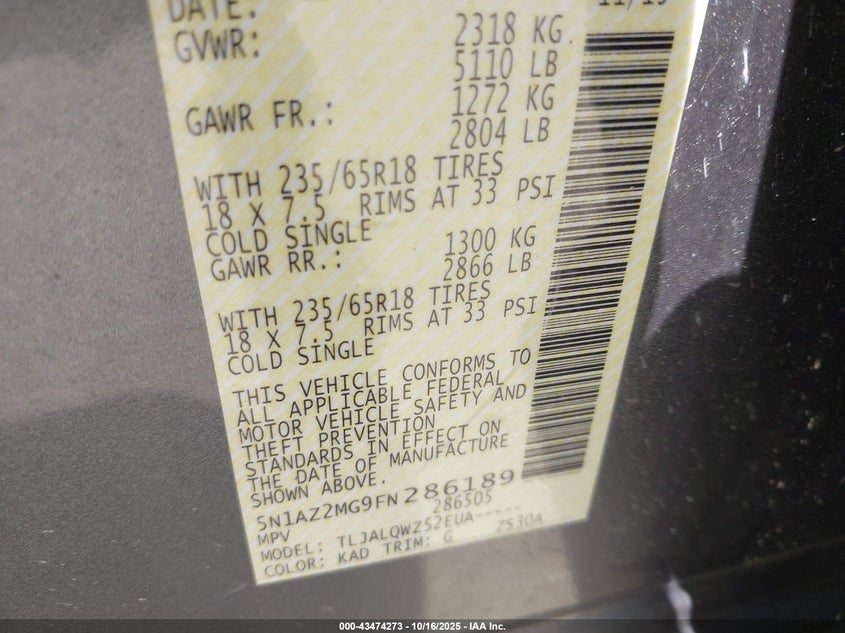 DATE:
GVWR: 2318 KG
5110 LB
GAWR FR.: 1272 KG
2804 LB
WITH 235/65R18 TIRES
18 X 7.5 RIMS AT 33 PSI
COLD SINGLE
GAWR RR.: 1300 KG
2866 LB
WITH 235/65R18 TIRES
18 X 7.5 RIMS AT 33 PSI
COLD SINGLE
THIS VEHICLE CONFORMS TO
ALL APPLICABLE FEDERAL
MOTOR VEHICLE SAFETY AND
THEFT PREVENTION
STANDARDS IN EFFECT ON
THE DATE OF MANUFACTURE
SHOWN ABOVE.
5N1AZ2MG9FN286189
MPV 286505
MODEL: TLJALQWZ52EUA-----
COLOR: KAD TRIM: G ZS30A
000-43474273 - 10/16/2025 - IAA Inc.